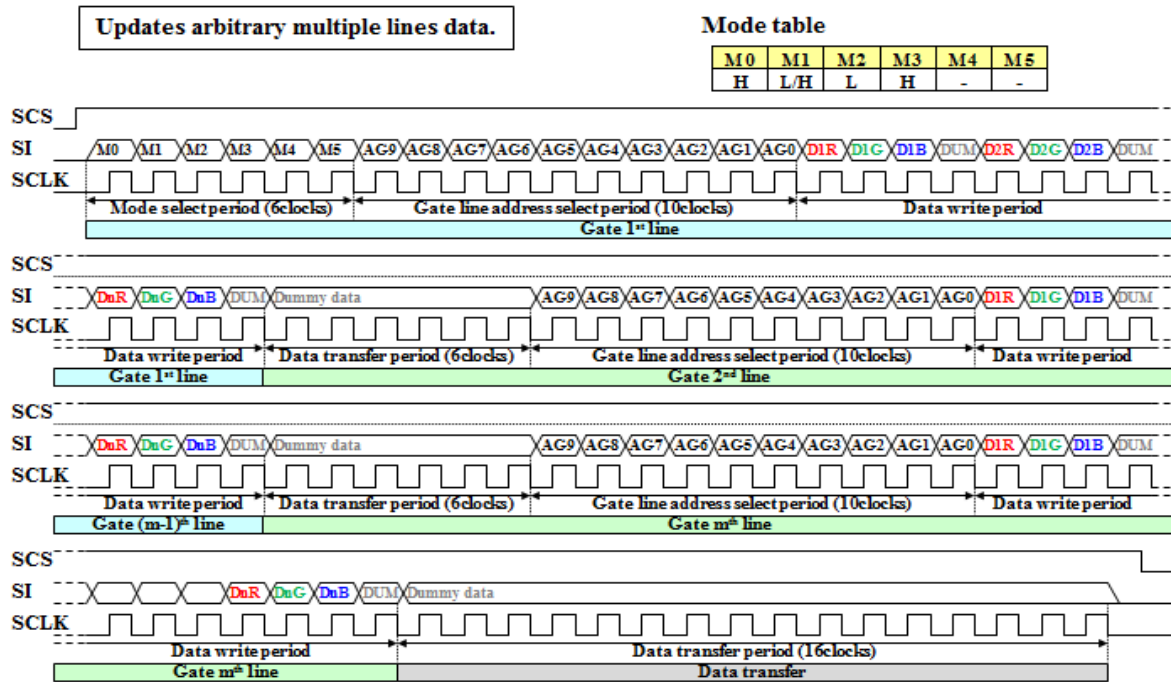 Updates arbitrary multiple lines data.
Mode table
M0 M1 M2 M3 M4 M5
H L/H L H - -
SCS
SI M0 M1 M2 M3 M4 M5 AG9 AG8 AG7 AG6 AG5 AG4 AG3 AG2 AG1 AG0 D1R D1G D1B DUM D2R D2G D2B DUM
SCLK
Mode select period (6clocks) Gate line address select period (10clocks) Data write period
Gate 1st line
SCS
SI DnR DnG DnB DUM Dummy data AG9 AG8 AG7 AG6 AG5 AG4 AG3 AG2 AG1 AG0 D1R D1G D1B DUM
SCLK
Data write period Data transfer period (6clocks) Gate line address select period (10clocks) Data write period
Gate 1st line Gate 2nd line
SCS
SI DnR DnG DnB DUM Dummy data AG9 AG8 AG7 AG6 AG5 AG4 AG3 AG2 AG1 AG0 D1R D1G D1B DUM
SCLK
Data write period Data transfer period (6clocks) Gate line address select period (10clocks) Data write period
Gate (m-1)th line Gate mth line
SCS
SI DnR DnG DnB DUM Dummy data
SCLK
Data write period Data transfer period (16clocks)
Gate mth line Data transfer